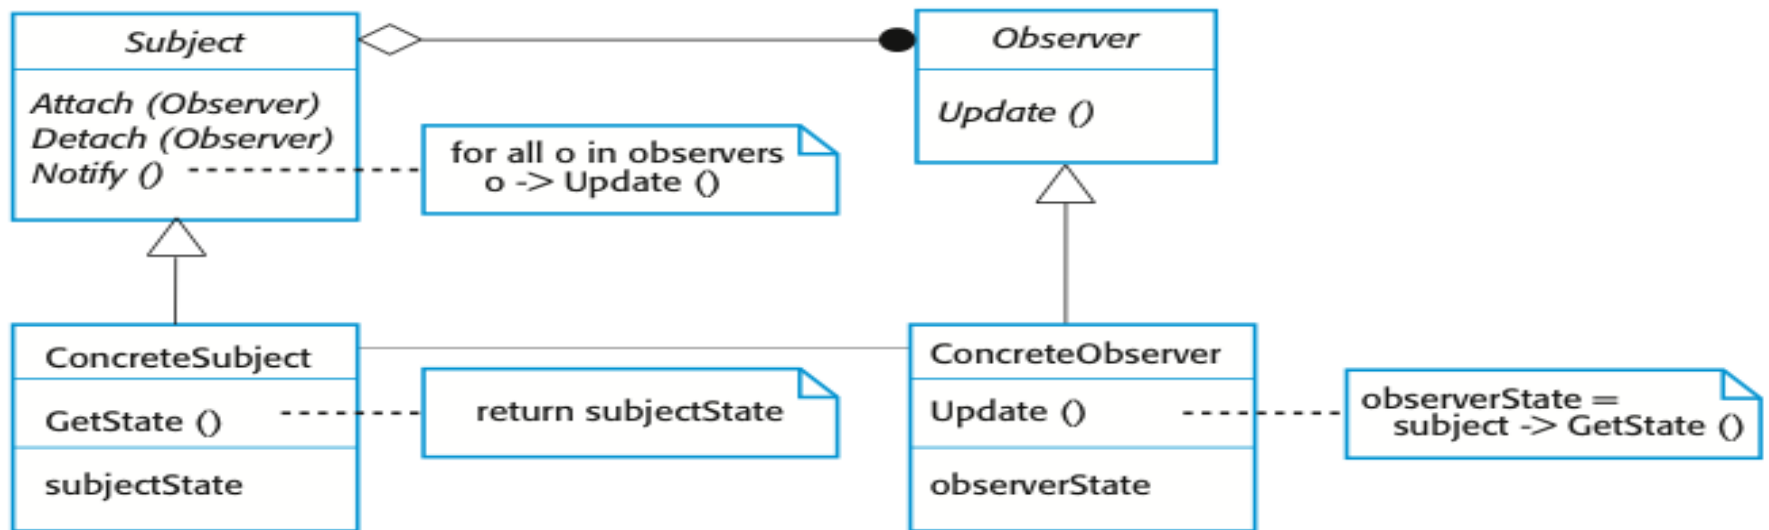 Subject
Attach (Observer)
Detach (Observer)
Notify ()
for all o in observers
o -> Update ()
Observer
Update ()
ConcreteSubject
GetState ()
subjectState
return subjectState
ConcreteObserver
Update ()
observerState
observerState =
subject -> GetState ()